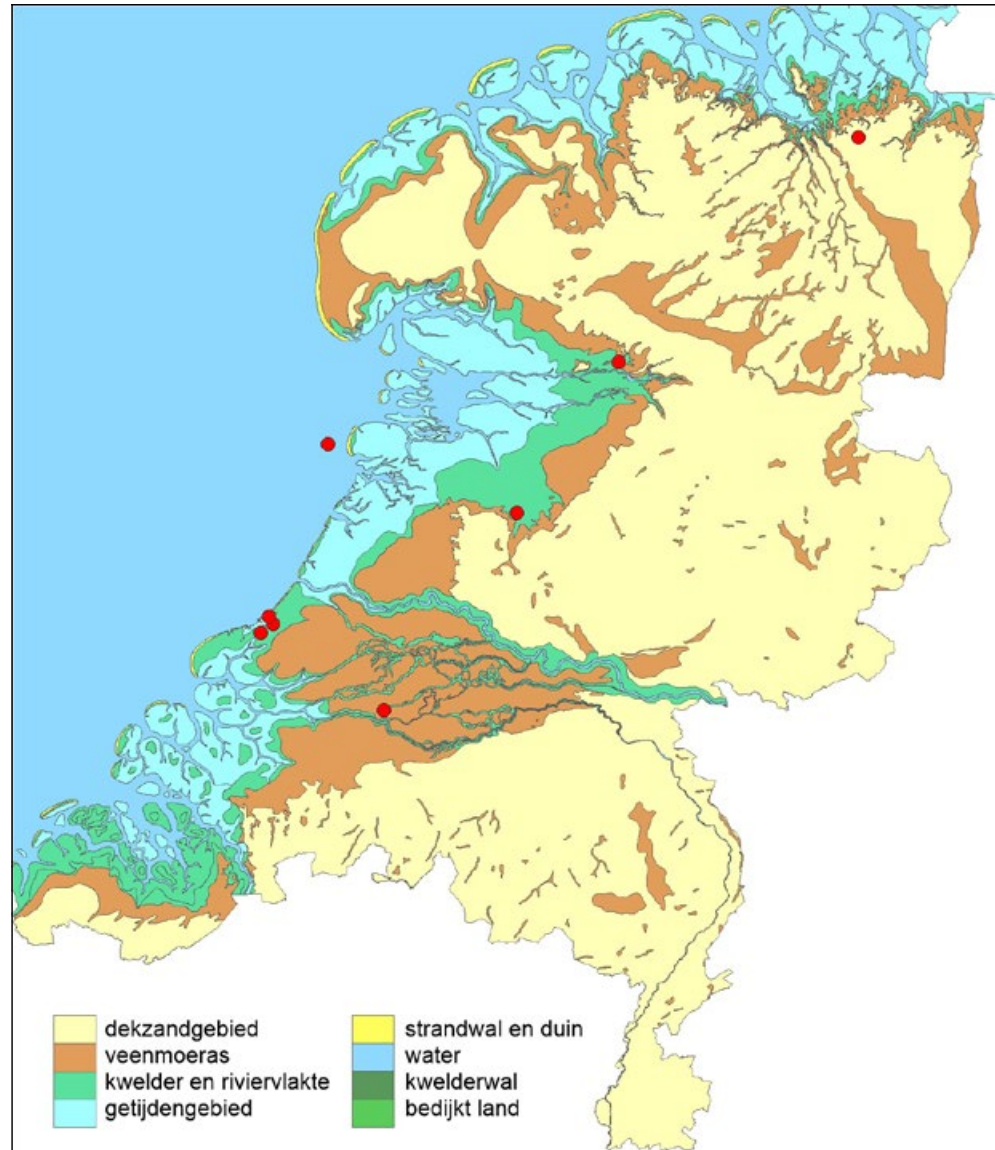 dekzandgebied
veenmoeras
kwelder en riviervlakte
getijdengebied
strandwal en duin
water
kwelderwal
bedijkt land